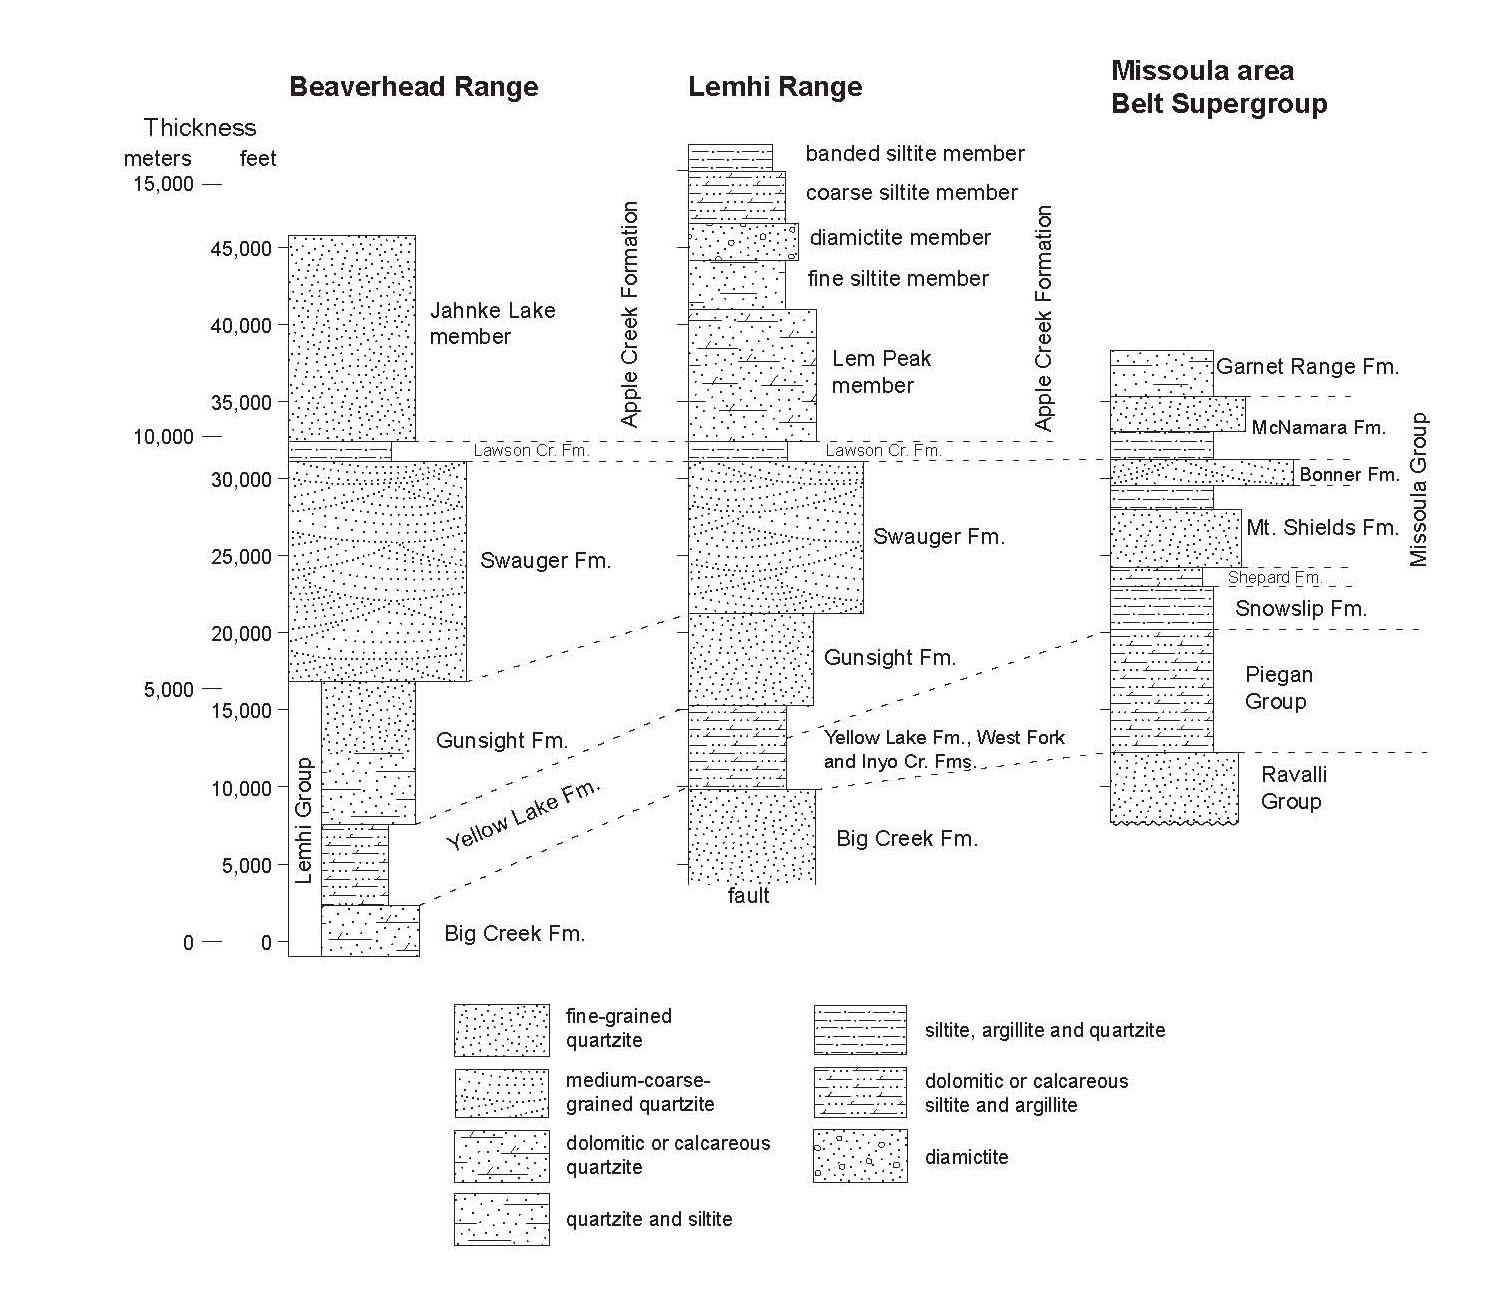 Beaverhead Range
Lemhi Range
Missoula area
Belt Supergroup
Thickness
meters feet
15,000
10,000
5,000
0
45,000
40,000
35,000
30,000
25,000
20,000
15,000
10,000
5,000
0
Jahnke Lake
member
Lawson Cr. Fm.
Swauger Fm.
Gunsight Fm.
Lemhi Group
Yellow Lake Fm.
Big Creek Fm.
Apple Creek Formation
banded siltite member
coarse siltite member
diamictite member
fine siltite member
Lem Peak
member
Lawson Cr. Fm.
Swauger Fm.
Gunsight Fm.
Yellow Lake Fm., West Fork
and Inyo Cr. Fms.
Big Creek Fm.
fault
Apple Creek Formation
Garnet Range Fm.
McNamara Fm.
Bonner Fm.
Mt. Shields Fm.
Shepard Fm.
Snowslip Fm.
Missoula Group
Piegan
Group
Ravalli
Group
fine-grained
quartzite
medium-coarse-
grained quartzite
dolomitic or calcareous
quartzite
quartzite and siltite
siltite, argillite and quartzite
dolomitic or calcareous
siltite and argillite
diamictite